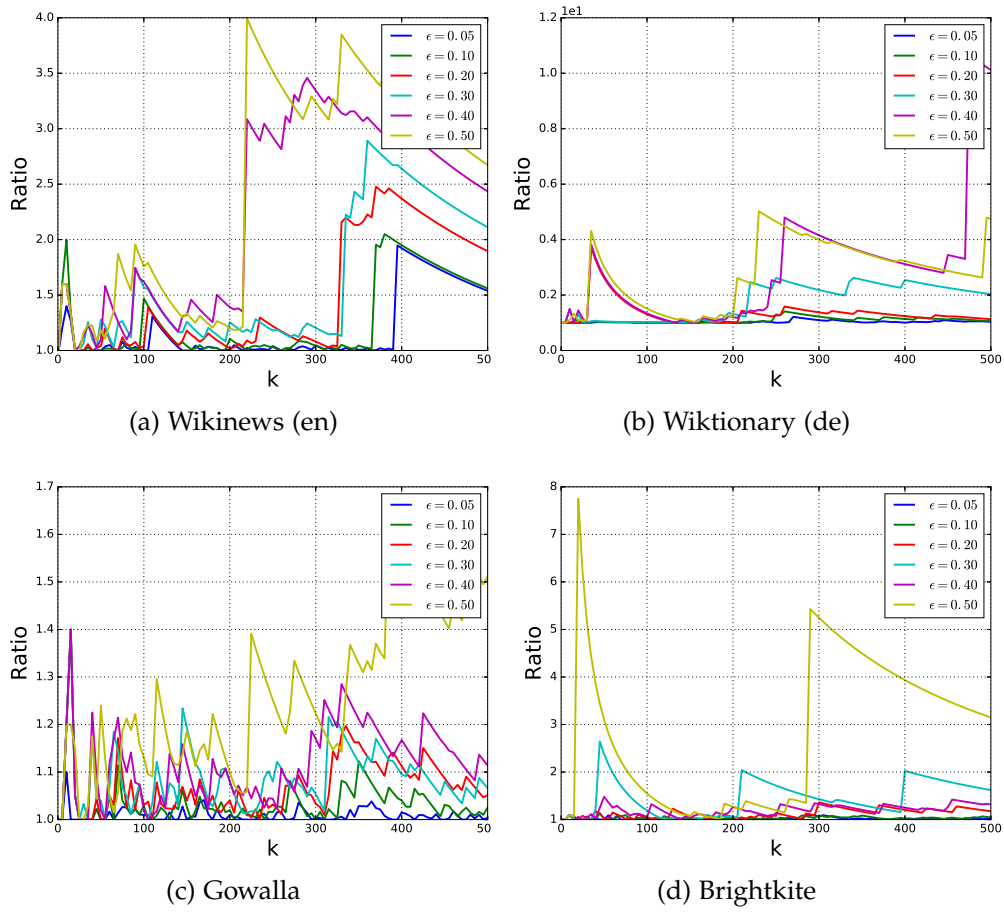 4.0
3.5
3.0
2.5
2.0
1.5
1.0
Ratio
0 100 200 300 400 50
k
ϵ = 0.05
ϵ = 0.10
ϵ = 0.20
ϵ = 0.30
ϵ = 0.40
ϵ = 0.50
(a) Wikinews (en)
1.2 1e1
1.0
0.8
0.6
0.4
0.2
0.0
Ratio
0 100 200 300 400 500
k
ϵ = 0.05
ϵ = 0.10
ϵ = 0.20
ϵ = 0.30
ϵ = 0.40
ϵ = 0.50
(b) Wiktionary (de)
1.7
1.6
1.5
1.4
1.3
1.2
1.1
1.0
Ratio
0 100 200 300 400 50
k
ϵ = 0.05
ϵ = 0.10
ϵ = 0.20
ϵ = 0.30
ϵ = 0.40
ϵ = 0.50
(c) Gowalla
8
7
6
5
4
3
2
1
Ratio
0 100 200 300 400 500
k
ϵ = 0.05
ϵ = 0.10
ϵ = 0.20
ϵ = 0.30
ϵ = 0.40
ϵ = 0.50
(d) Brightkite